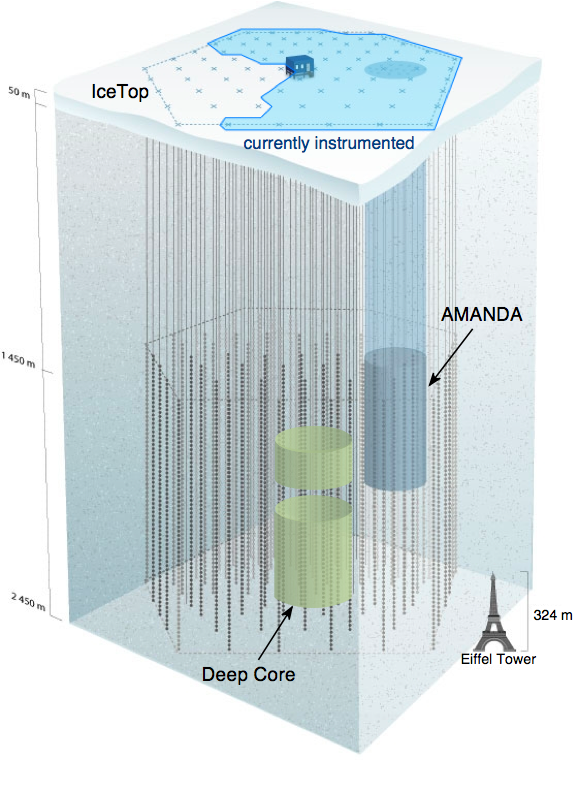 IceTop
50 m
currently instrumented
AMANDA
1 450 m
2 450 m
324 m
Eiffel Tower
Deep Core